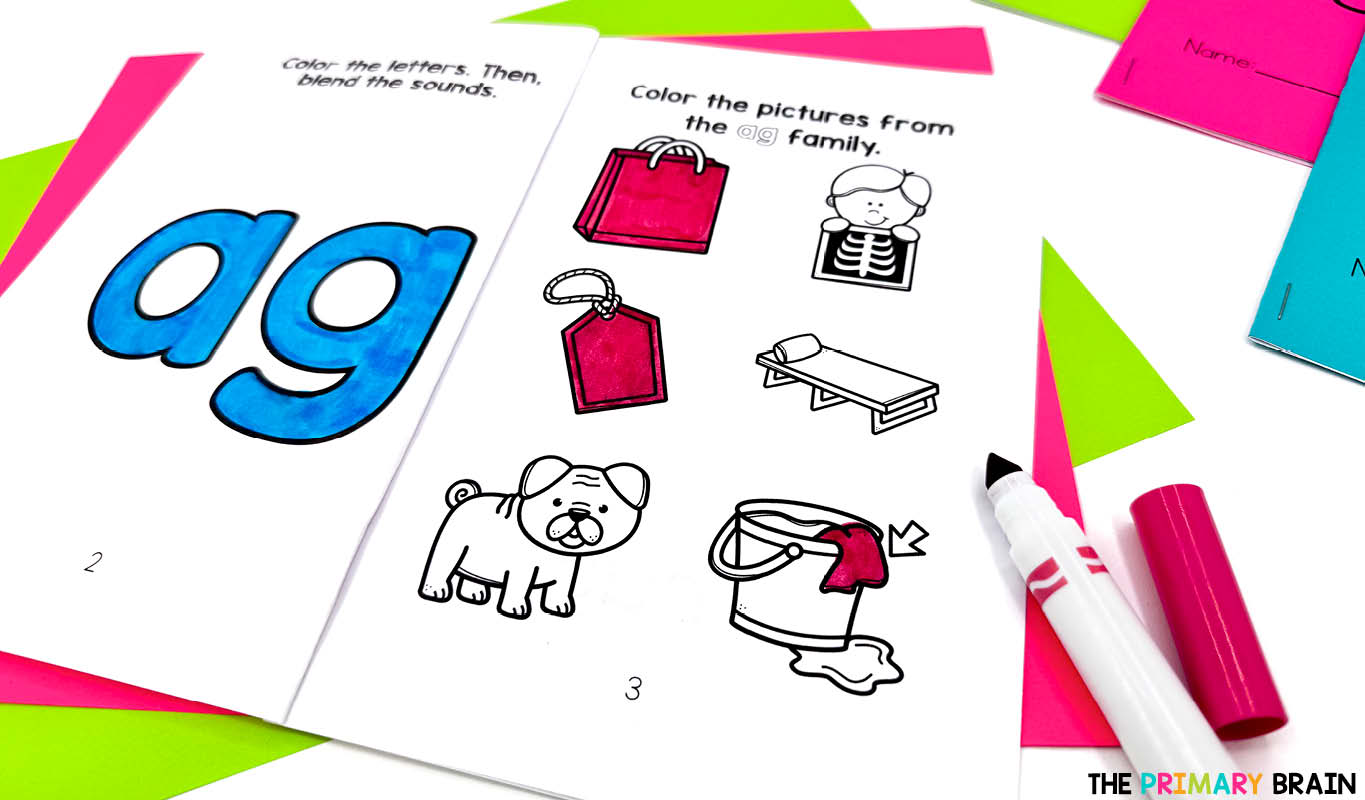 Color the letters. Then,
blend the sounds.
ag
2
Color the pictures from
the ag family.
3
Name:
N
THE PRIMARY BRAIN